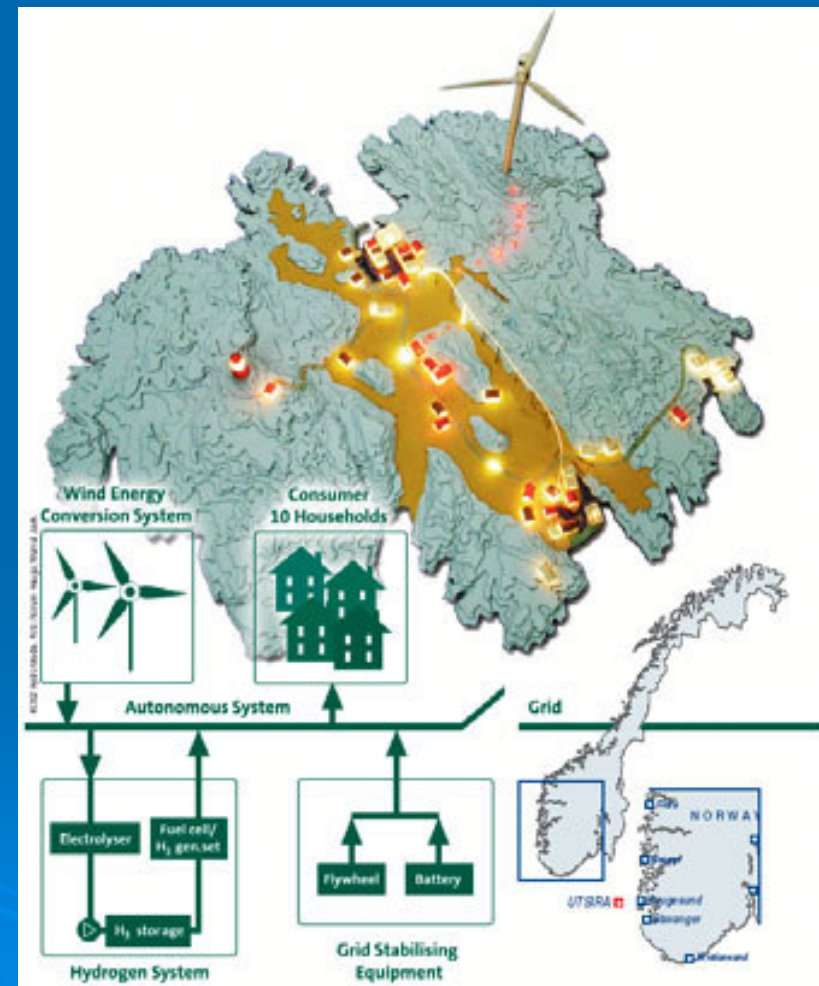 Wind Energy
Conversion System
Consumer
10 Households
Autonomous System
Grid
Electrolyser
Fuel cell/
H₂ gen.set
H₂ storage
Hydrogen System
Flywheel
Battery
Grid Stabilising
Equipment
NORWAY
UTSIRA
Stavanger